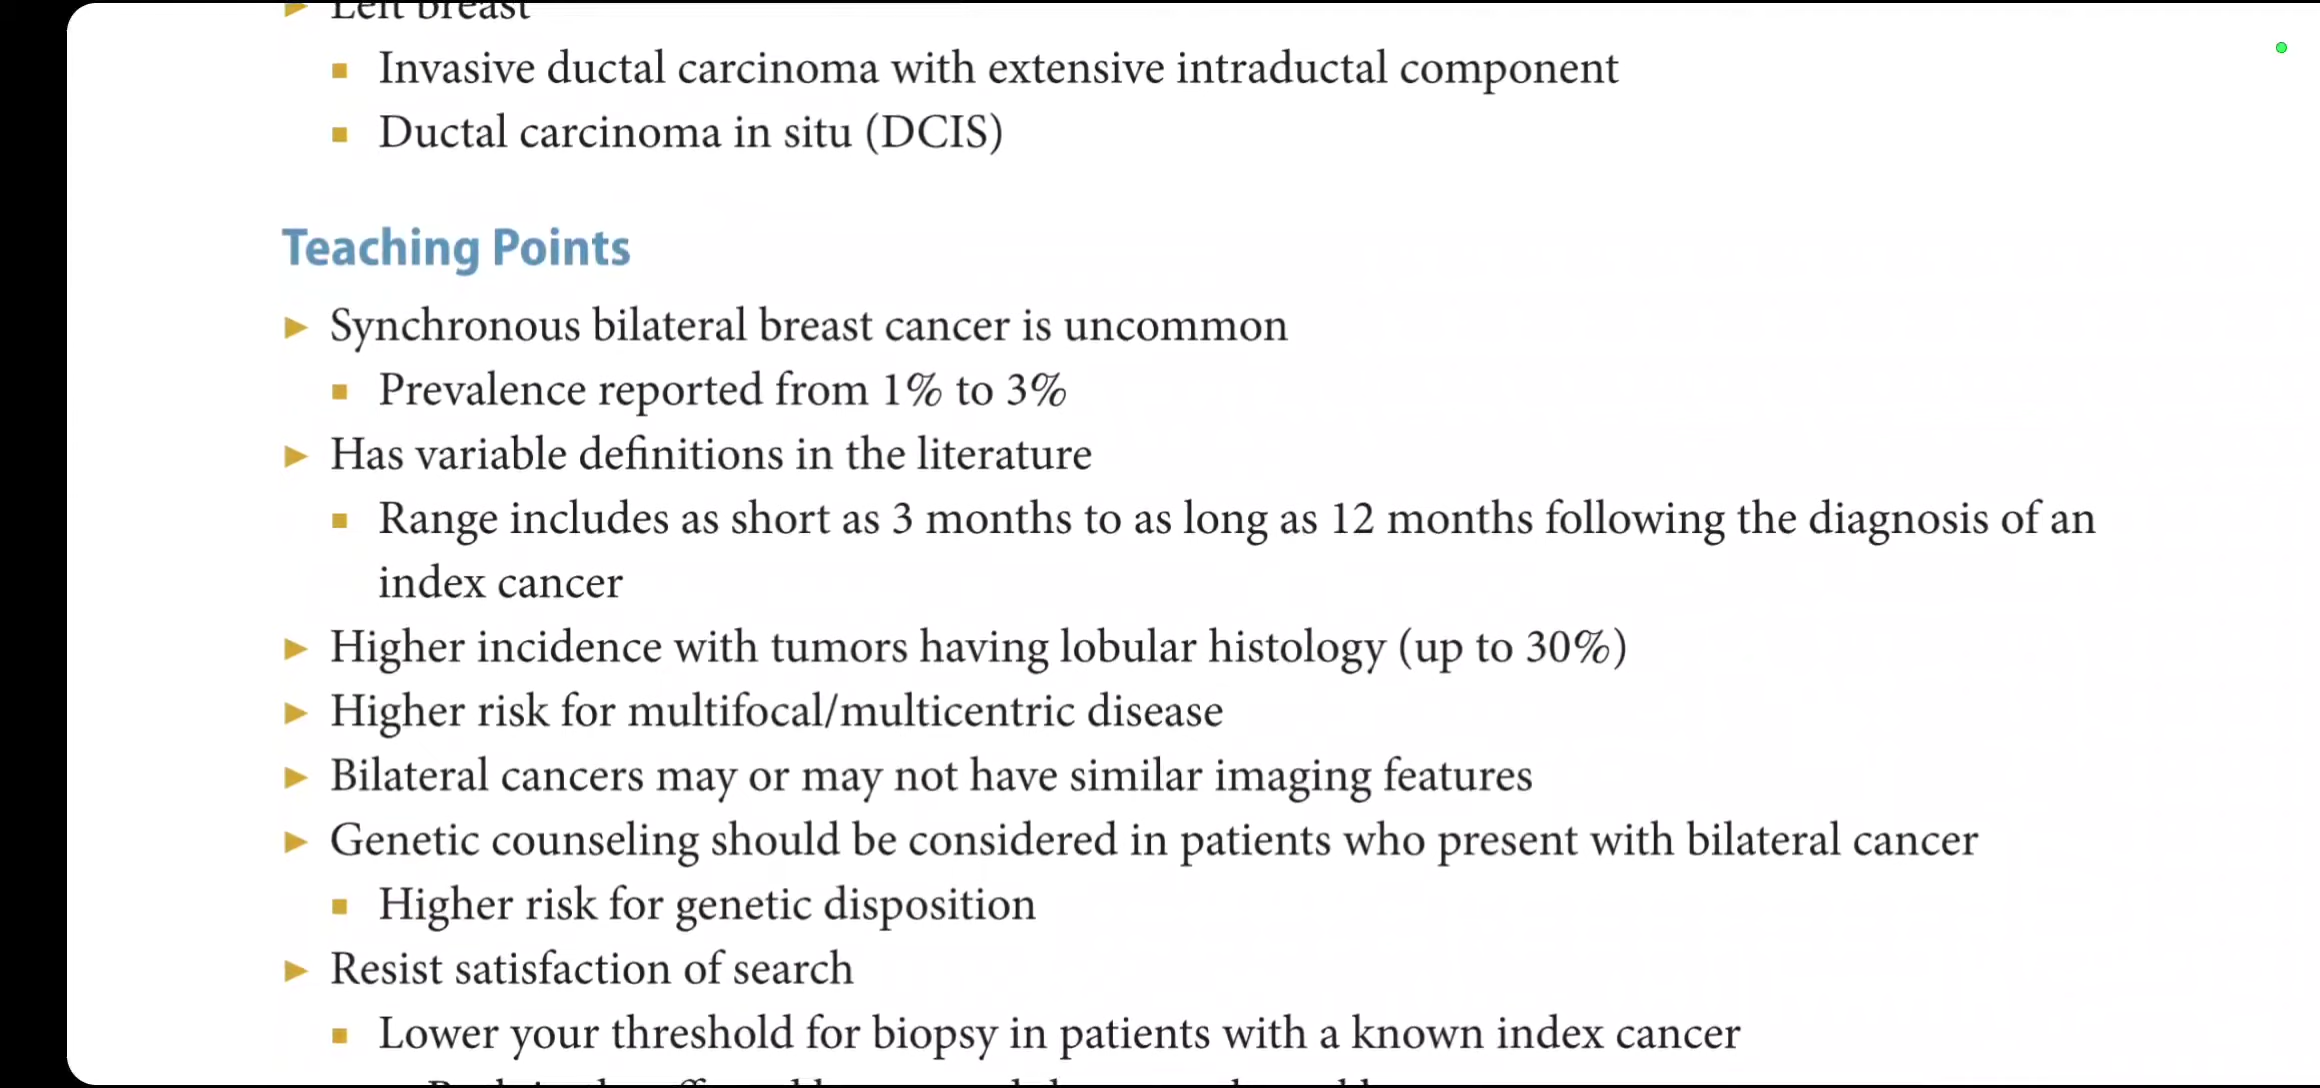 Left breast
Invasive ductal carcinoma with extensive intraductal component
Ductal carcinoma in situ (DCIS)
Teaching Points
Synchronous bilateral breast cancer is uncommon
Prevalence reported from 1% to 3%
Has variable definitions in the literature
Range includes as short as 3 months to as long as 12 months following the diagnosis of an
index cancer
Higher incidence with tumors having lobular histology (up to 30%)
Higher risk for multifocal/multicentric disease
Bilateral cancers may or may not have similar imaging features
Genetic counseling should be considered in patients who present with bilateral cancer
Higher risk for genetic disposition
Resist satisfaction of search
Lower your threshold for biopsy in patients with a known index cancer